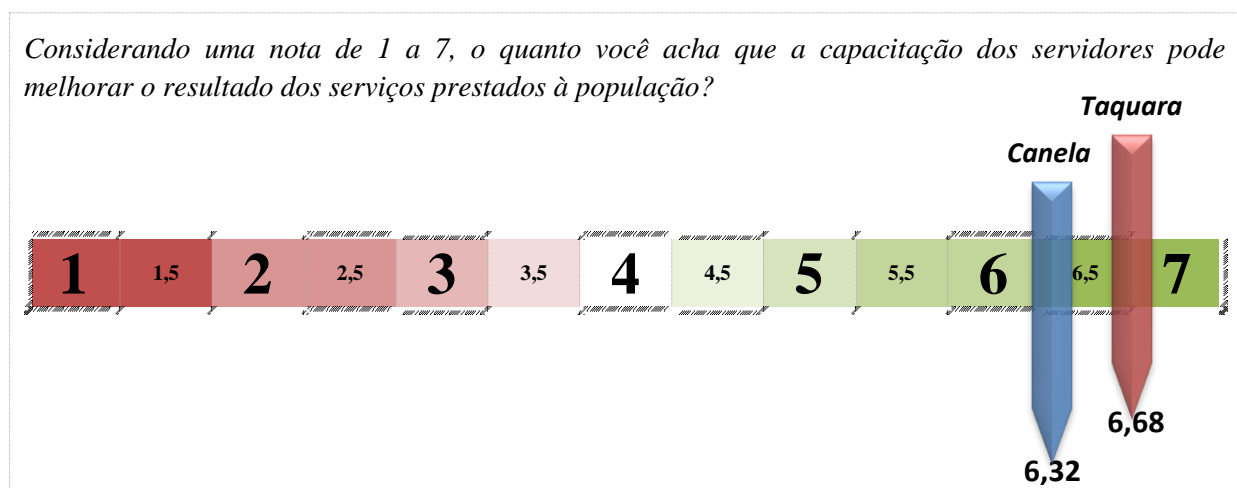 Considerando uma nota de 1 a 7, o quanto você acha que a capacitação dos servidores pode
melhorar o resultado dos serviços prestados à população?
Taquara
Canela
1 1,5 2 2,5 3 3,5 4 4,5 5 5,5 6 6,5 7
6,68
6,32